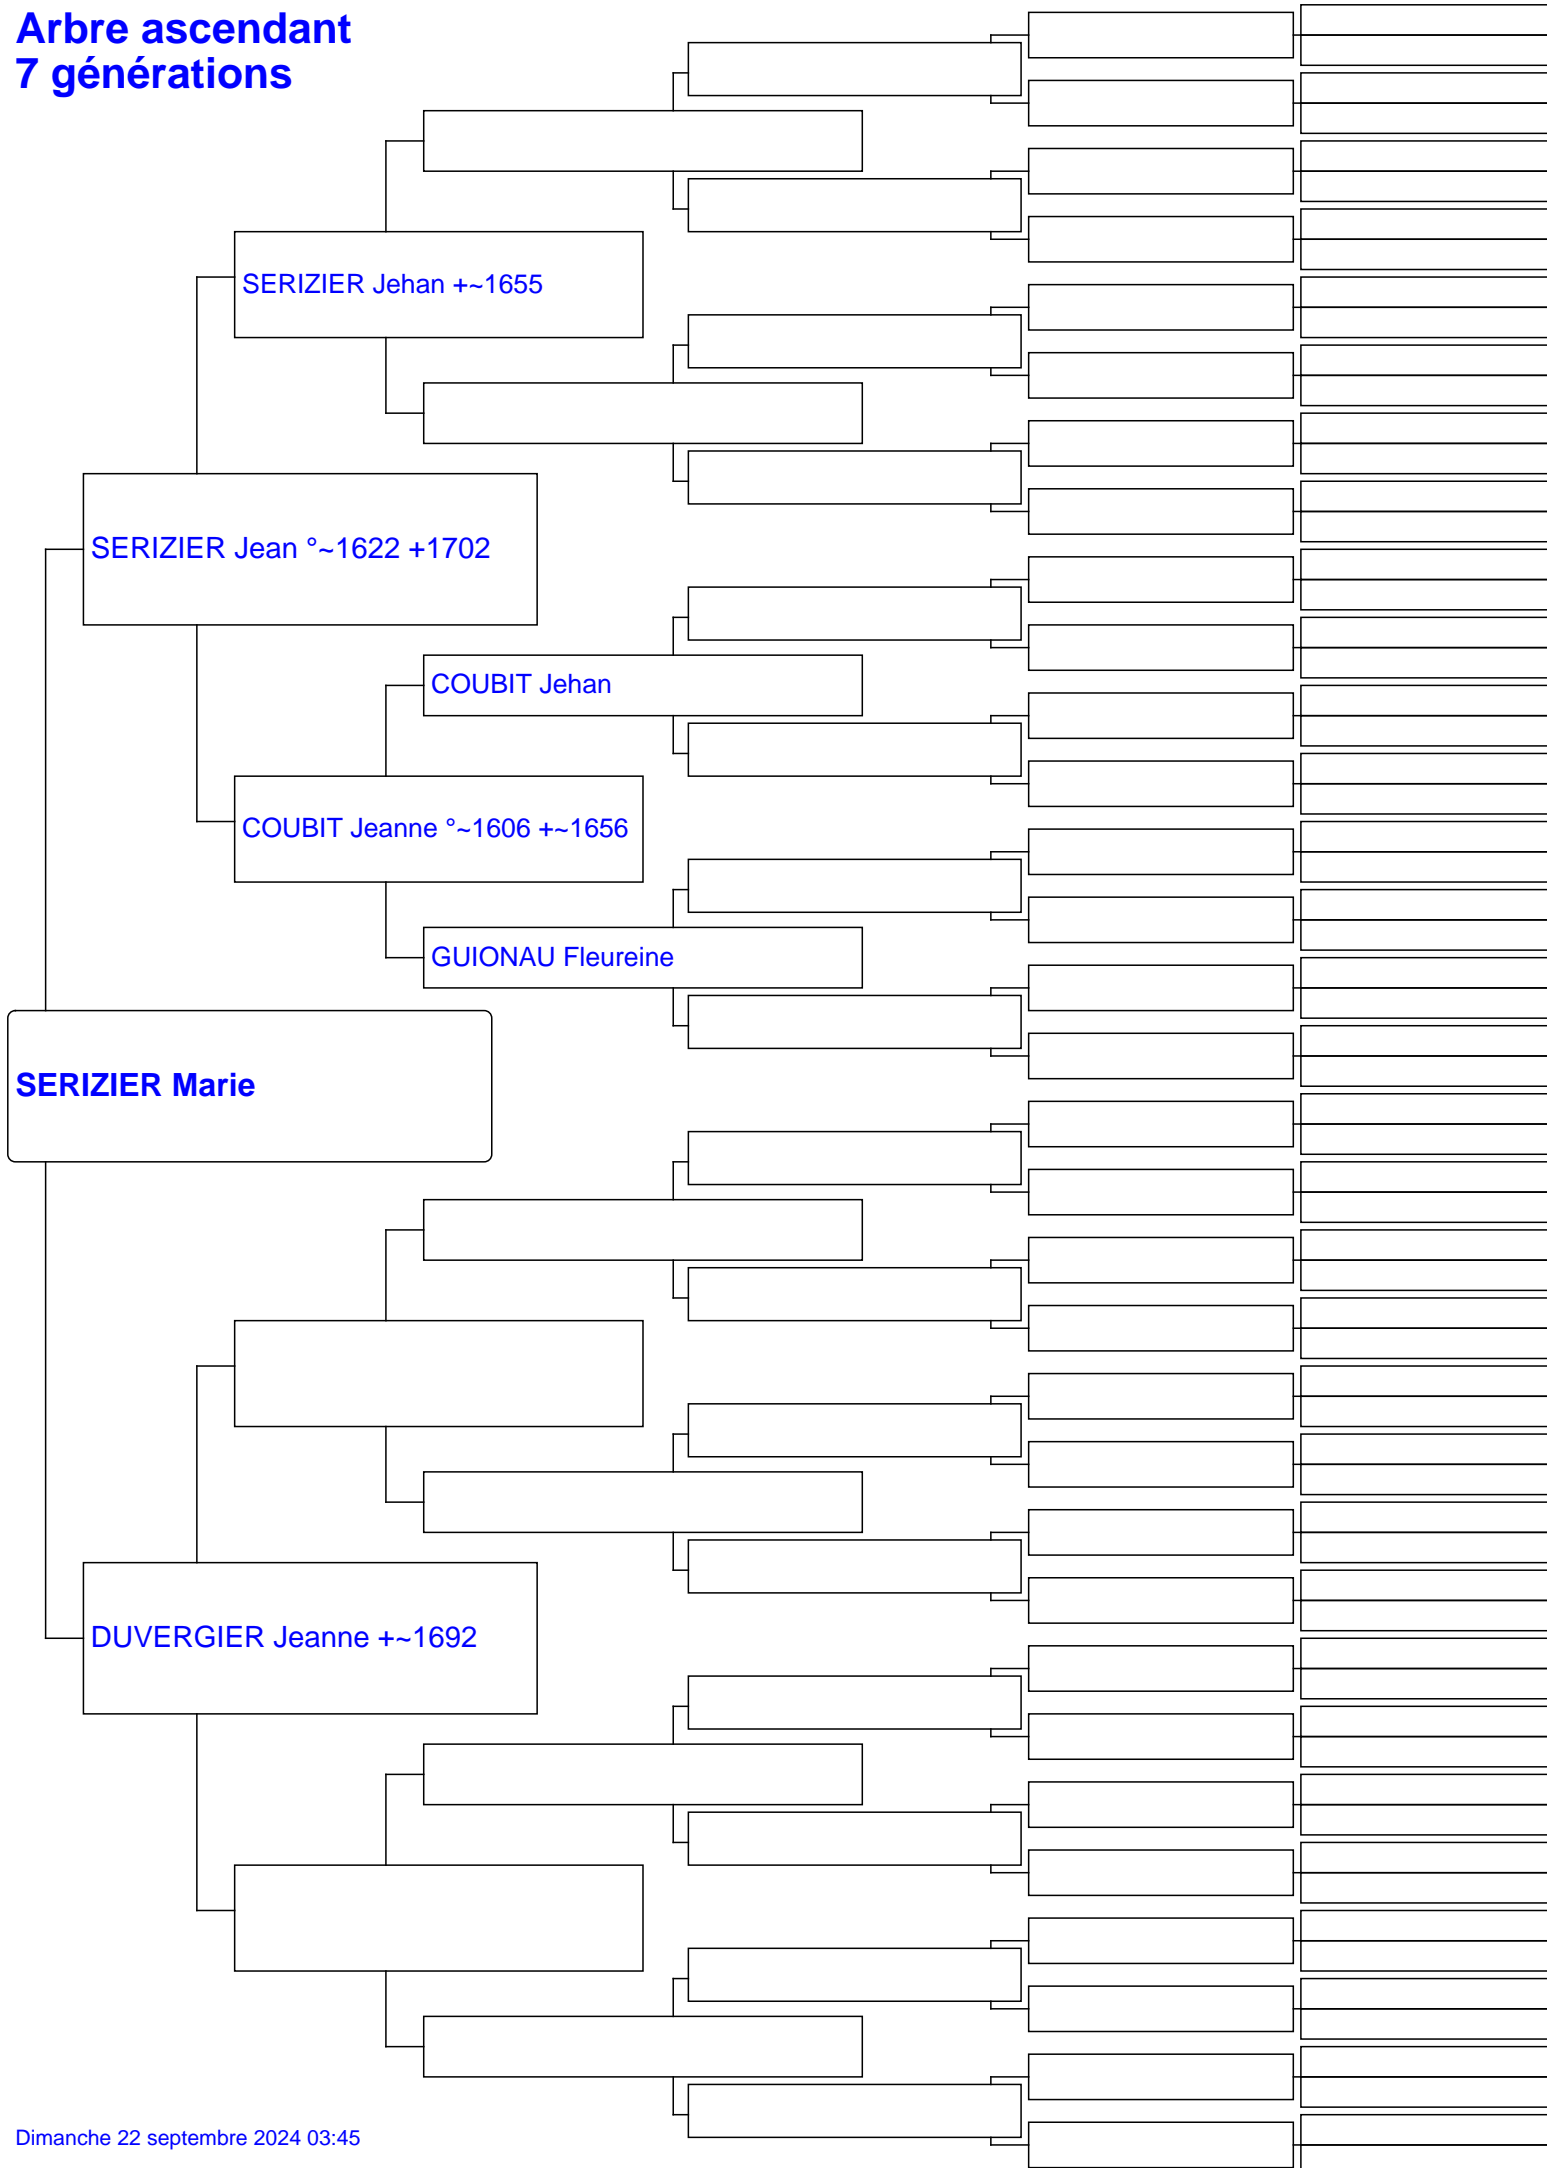 Arbre ascendant
7 générations
SERIZIER Jehan +~1655
SERIZIER Jean °~1622 +1702
COUBIT Jehan
COUBIT Jeanne °~1606 +~1656
GUIONAU Fleureine
SERIZIER Marie
DUVERGIER Jeanne +~1692
Dimanche 22 septembre 2024 03:45